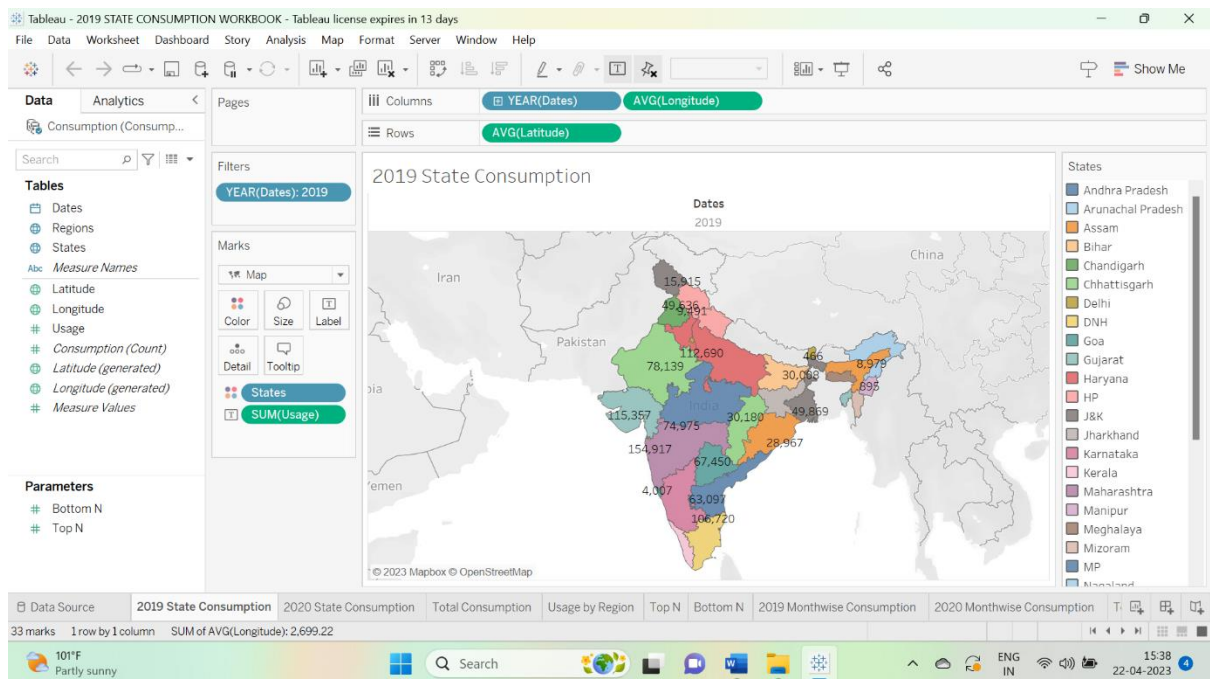 Tableau - 2019 STATE CONSUMPTION WORKBOOK - Tableau license expires in 13 days
File Data Worksheet Dashboard Story Analysis Map Format Server Window Help
Show Me
Data Analytics
Consumption (Consump...
Search
Tables
Dates
Regions
States
Abc Measure Names
Latitude
Longitude
# Usage
# Consumption (Count)
Latitude (generated)
Longitude (generated)
# Measure Values
Parameters
# Bottom N
# Top N
Pages
Filters
YEAR(Dates): 2019
Marks
Map
Color Size Label
Detail Tooltip
States
SUM(Usage)
Columns YEAR(Dates) AVG(Longitude)
Rows AVG(Latitude)
2019 State Consumption
Dates
2019
China
Iran
15,915
49,636
9,491
Pakistan
112,690
466
78,139
8,979
30,008
895
India
115,357
30,180
49,869
74,975
28,967
154,917
67,450
4,007
63,097
106,720
© 2023 Mapbox © OpenStreetMap
States
Andhra Pradesh
Arunachal Pradesh
Assam
Bihar
Chandigarh
Chhattisgarh
Delhi
DNH
Goa
Gujarat
Haryana
HP
J&K
Jharkhand
Karnataka
Kerala
Maharashtra
Manipur
Meghalaya
Mizoram
MP
Nagaland
Data Source 2019 State Consumption 2020 State Consumption Total Consumption Usage by Region Top N Bottom N 2019 Monthwise Consumption 2020 Monthwise Consumption
33 marks 1 row by 1 column SUM of AVG(Longitude): 2,699.22
101°F
Partly sunny
Search
ENG
IN
15:38
22-04-2023
4